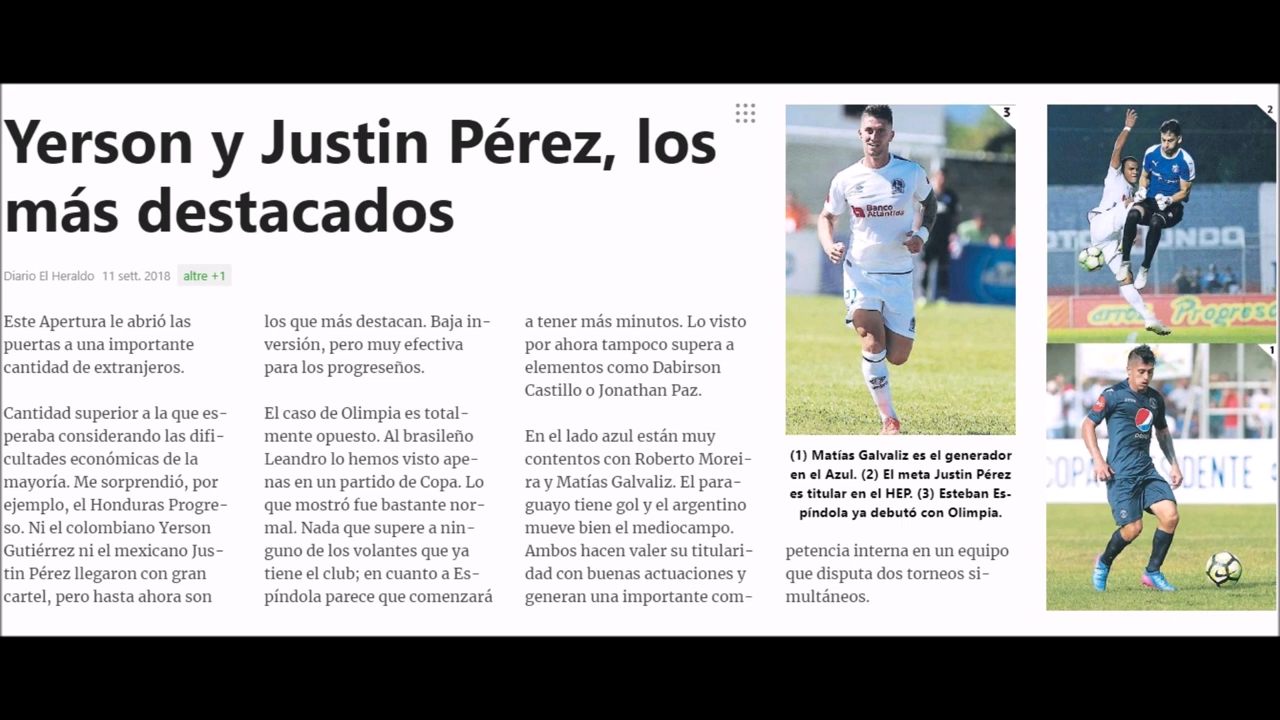 Yerson y Justin Pérez, los
más destacados
Diario El Heraldo 11 sett. 2018 altre +1
Este Apertura le abrió las
puertas a una importante
cantidad de extranjeros.
Cantidad superior a la que es-
peraba considerando las difi-
cultades económicas de la
mayoría. Me sorprendió, por
ejemplo, el Honduras Progre-
so. Ni el colombiano Yerson
Gutiérrez ni el mexicano Jus-
tin Pérez llegaron con gran
cartel, pero hasta ahora son
los que más destacan. Baja in-
versión, pero muy efectiva
para los progreseños.
El caso de Olimpia es total-
mente opuesto. Al brasileño
Leandro lo hemos visto ape-
nas en un partido de Copa. Lo
que mostró fue bastante nor-
mal. Nada que supere a nin-
guno de los volantes que ya
tiene el club; en cuanto a Es-
píndola parece que comenzará
a tener más minutos. Lo visto
por ahora tampoco supera a
elementos como Dabirson
Castillo o Jonathan Paz.
En el lado azul están muy
contentos con Roberto Morei-
ra y Matías Galvaliz. El para-
guayo tiene gol y el argentino
mueve bien el mediocampo.
Ambos hacen valer su titulari-
dad con buenas actuaciones y
generan una importante com-
3
Banco
Atlántida
(1) Matías Galvaliz es el generador
en el Azul. (2) El meta Justin Pérez
es titular en el HEP. (3) Esteban Es-
píndola ya debutó con Olimpia.
petencia interna en un equipo
que disputa dos torneos si-
multáneos.
2
Progreso
1